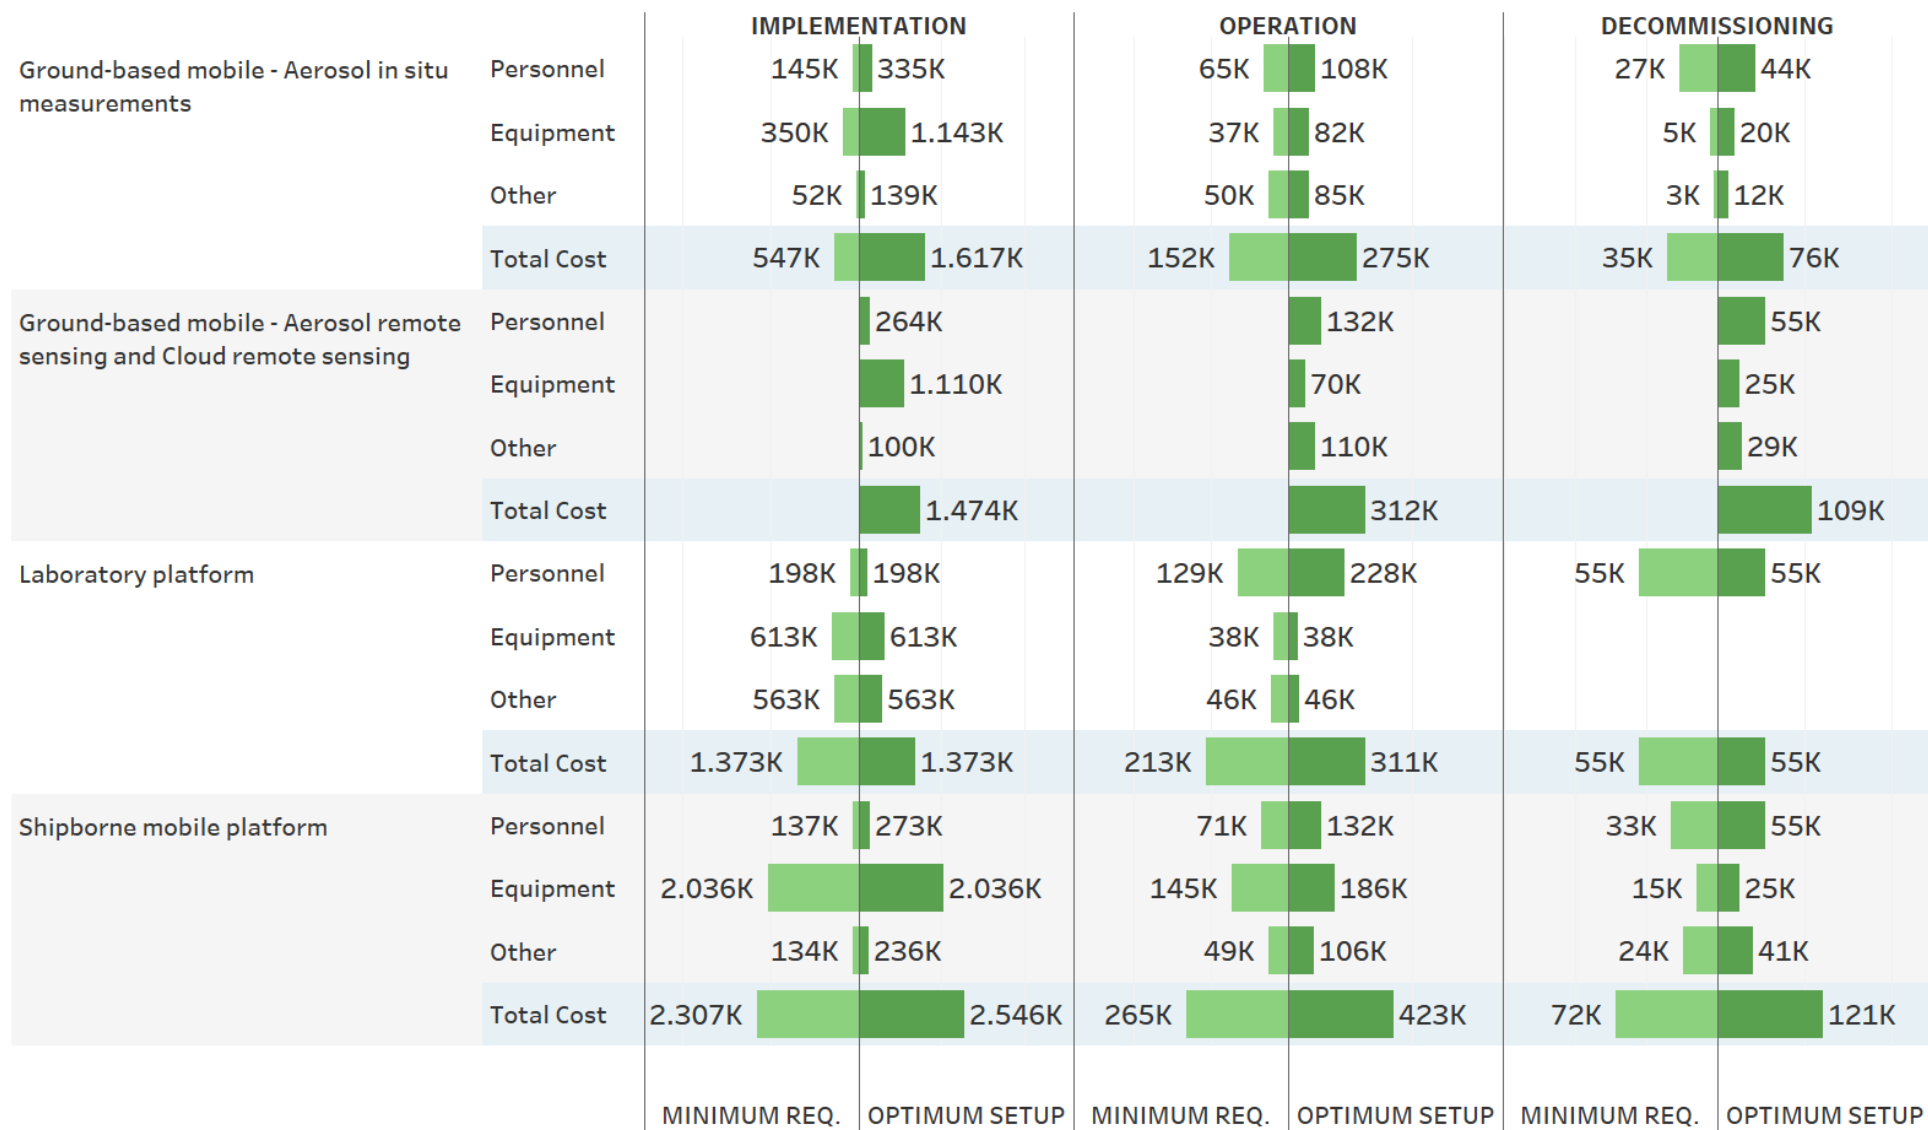 IMPLEMENTATION OPERATION DECOMMISSIONING
Ground-based mobile - Aerosol in situ Personnel 145K 335K 65K 108K 27K 44K
measurements
Equipment 350K 1.143K 37K 82K 5K 20K
Other 52K 139K 50K 85K 3K 12K
Total Cost 547K 1.617K 152K 275K 35K 76K
Ground-based mobile - Aerosol remote Personnel 264K 132K 55K
sensing and Cloud remote sensing
Equipment 1.110K 70K 25K
Other 100K 110K 29K
Total Cost 1.474K 312K 109K
Laboratory platform Personnel 198K 198K 129K 228K 55K 55K
Equipment 613K 613K 38K 38K
Other 563K 563K 46K 46K
Total Cost 1.373K 1.373K 213K 311K 55K 55K
Shipborne mobile platform Personnel 137K 273K 71K 132K 33K 55K
Equipment 2.036K 2.036K 145K 186K 15K 25K
Other 134K 236K 49K 106K 24K 41K
Total Cost 2.307K 2.546K 265K 423K 72K 121K
MINIMUM REQ. OPTIMUM SETUP MINIMUM REQ. OPTIMUM SETUP MINIMUM REQ. OPTIMUM SETUP